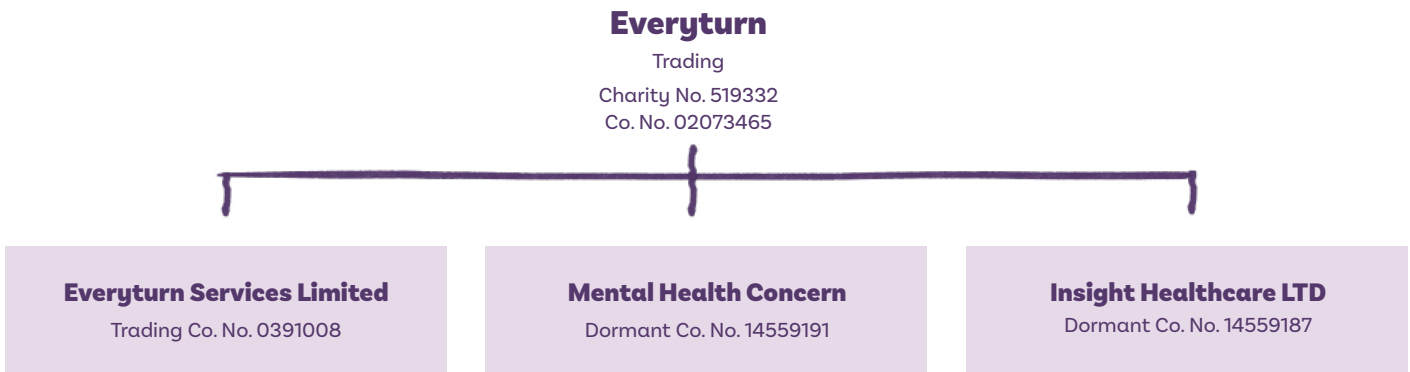 Everyturn
Trading
Charity No. 519332
Co. No. 02073465
Everyturn Services Limited
Trading Co. No. 0391008
Mental Health Concern
Dormant Co. No. 14559191
Insight Healthcare LTD
Dormant Co. No. 14559187